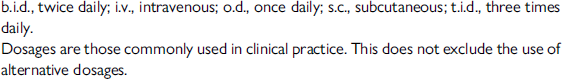 b.i.d., twice daily; i.v., intravenous; o.d., once daily; s.c., subcutaneous; t.i.d., three times
daily.
Dosages are those commonly used in clinical practice. This does not exclude the use of
alternative dosages.